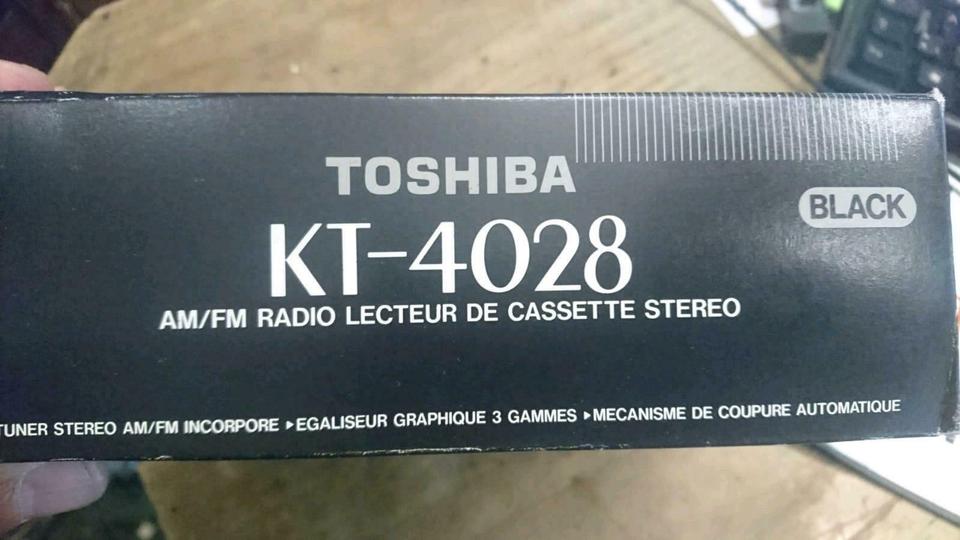 TOSHIBA
BLACK
KT-4028
AM/FM RADIO LECTEUR DE CASSETTE STEREO
TUNER STEREO AM/FM INCORPORE ▸EGALISEUR GRAPHIQUE 3 GAMMES ▸MECANISME DE COUPURE AUTOMATIQUE